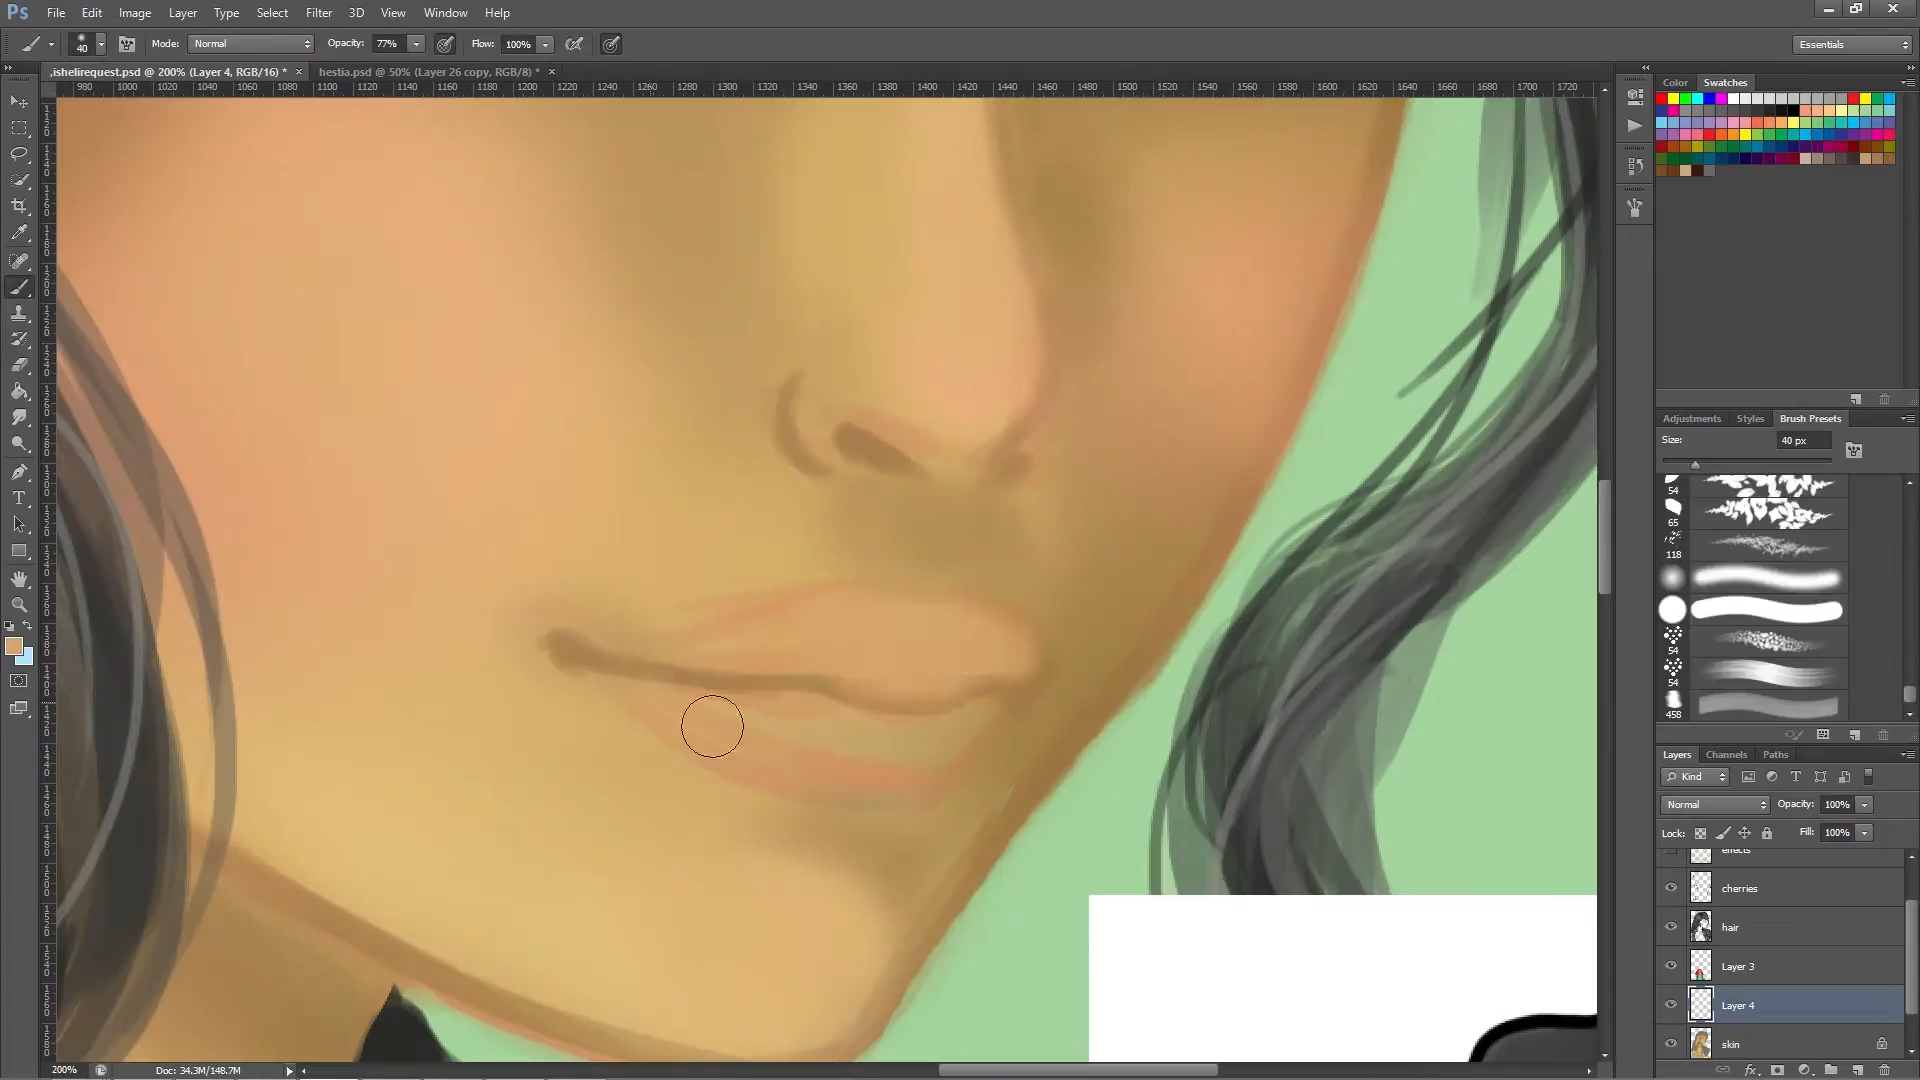 Ps File Edit Image Layer Type Select Filter 3D View Window Help
40 Mode: Normal Opacity: 77% Flow: 100% Essentials
,ishelirequest.psd @ 200% (Layer 4, RGB/16) * × hestia.psd @ 50% (Layer 26 copy, RGB/8) * ×
980 1000 1020 1040 1060 1080 1100 1120 1140 1160 1180 1200 1220 1240 1260 1280 1300 1320 1340 1360 1380 1400 1420 1440 1460 1480 1500 1520 1540 1560 1580 1600 1620 1640 1660 1680 1700 1720
Color Swatches
Adjustments Styles Brush Presets
Size: 40 px
54
65
118
54
54
458
Layers Channels Paths
Kind
Normal Opacity: 100%
Lock: Fill: 100%
effects
cherries
hair
Layer 3
Layer 4
skin
200% Doc: 34.3M/148.7M